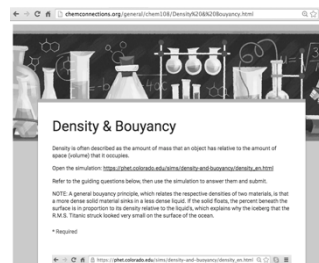 chemconnections.org/general/chem108/Density%20&%20Bouyancy.html
Density & Bouyancy
Density is often described as the amount of mass that an object has relative to the amount of
space (volume) that it occupies.
Open the simulation: https://phet.colorado.edu/sims/density-and-buoyancy/density_en.html
Refer to the guiding questions below, then use the simulation to answer them and submit.
NOTE: A general bouyancy principle, which relates the respective densities of two materials, is that
a more dense solid material sinks in a less dense liquid. If the solid floats, the percent beneath the
surface is in proportion to its density relative to the liquids, which explains why the iceberg that the
R.M.S. Titanic struck looked very small on the surface of the ocean.
* Required
https://phet.colorado.edu/sims/density-and-buoyancy/density_en.html